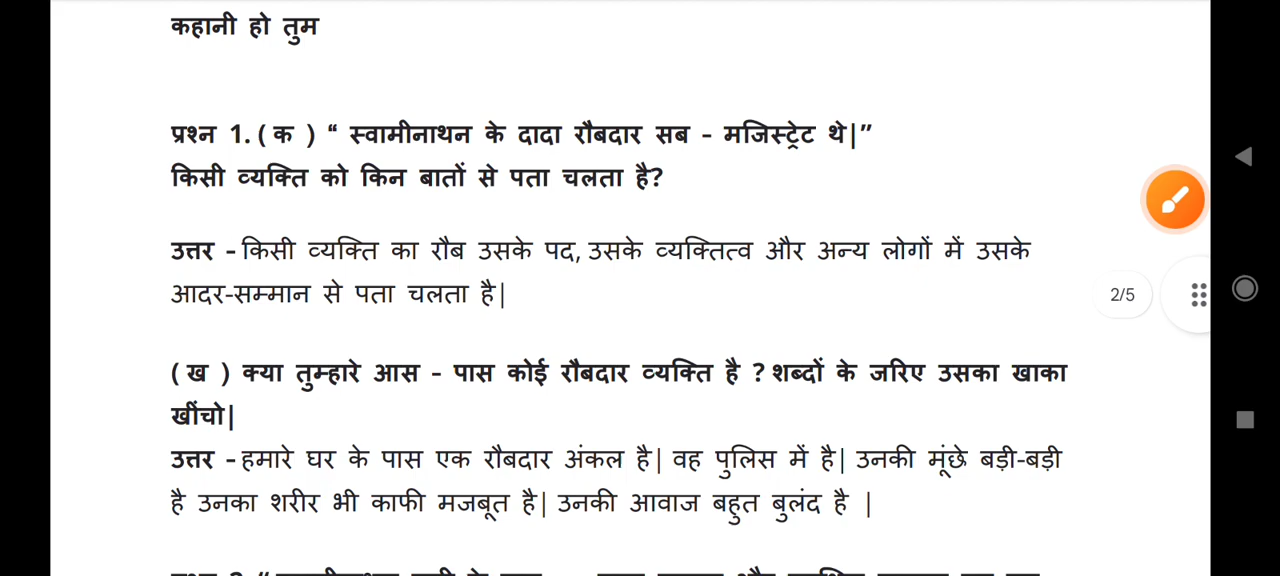 कहानी हो तुम
प्रश्न 1. ( क ) “ स्वामीनाथन के दादा रौबदार सब - मजिस्ट्रेट थे|”
किसी व्यक्ति को किन बातों से पता चलता है?
उत्तर - किसी व्यक्ति का रौब उसके पद, उसके व्यक्तित्व और अन्य लोगों में उसके
आदर-सम्मान से पता चलता है|
2/5
( ख ) क्या तुम्हारे आस - पास कोई रौबदार व्यक्ति है ? शब्दों के जरिए उसका खाका
खींचो|
उत्तर - हमारे घर के पास एक रौबदार अंकल है| वह पुलिस में है| उनकी मूंछे बड़ी-बड़ी
है उनका शरीर भी काफी मजबूत है| उनकी आवाज बहुत बुलंद है |